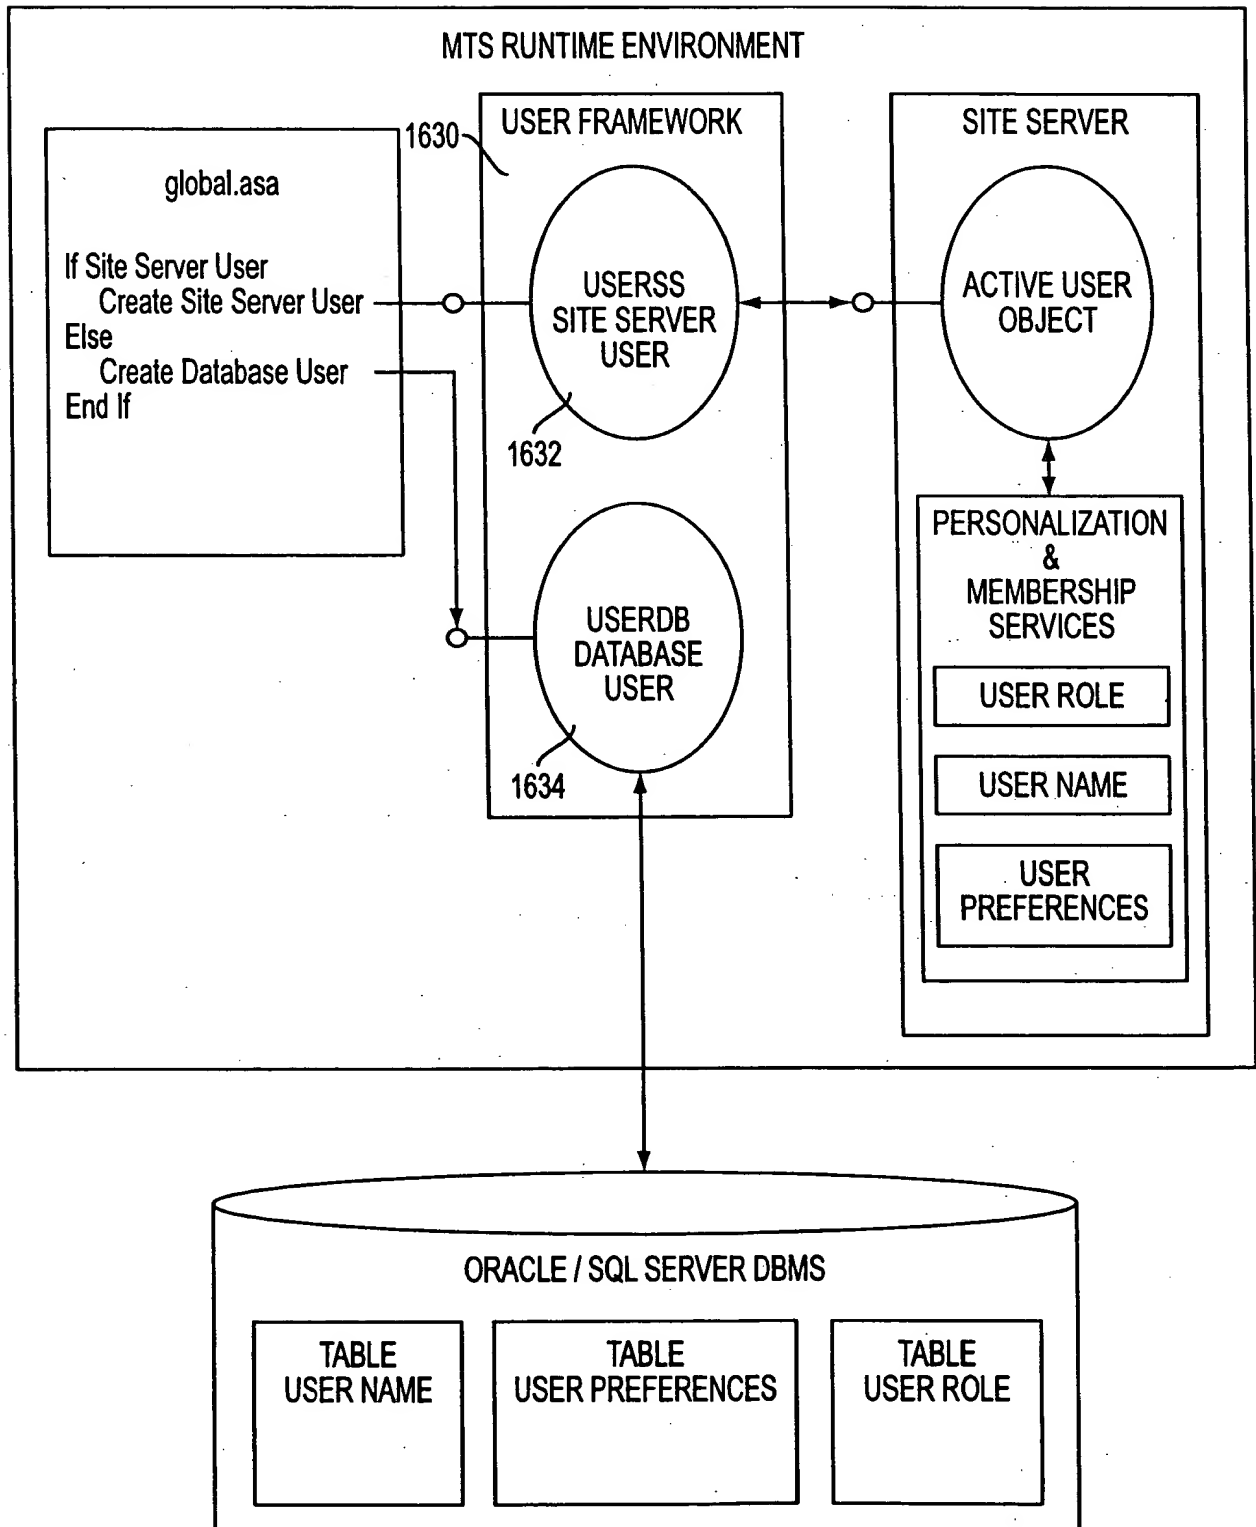 MTS RUNTIME ENVIRONMENT
global.asa
If Site Server User
Create Site Server User
Else
Create Database User
End If
1630
USER FRAMEWORK
USERSS
SITE SERVER
USER
1632
USERDB
DATABASE
USER
1634
SITE SERVER
ACTIVE USER
OBJECT
PERSONALIZATION
&
MEMBERSHIP
SERVICES
USER ROLE
USER NAME
USER
PREFERENCES
ORACLE / SQL SERVER DBMS
TABLE
USER NAME
TABLE
USER PREFERENCES
TABLE
USER ROLE